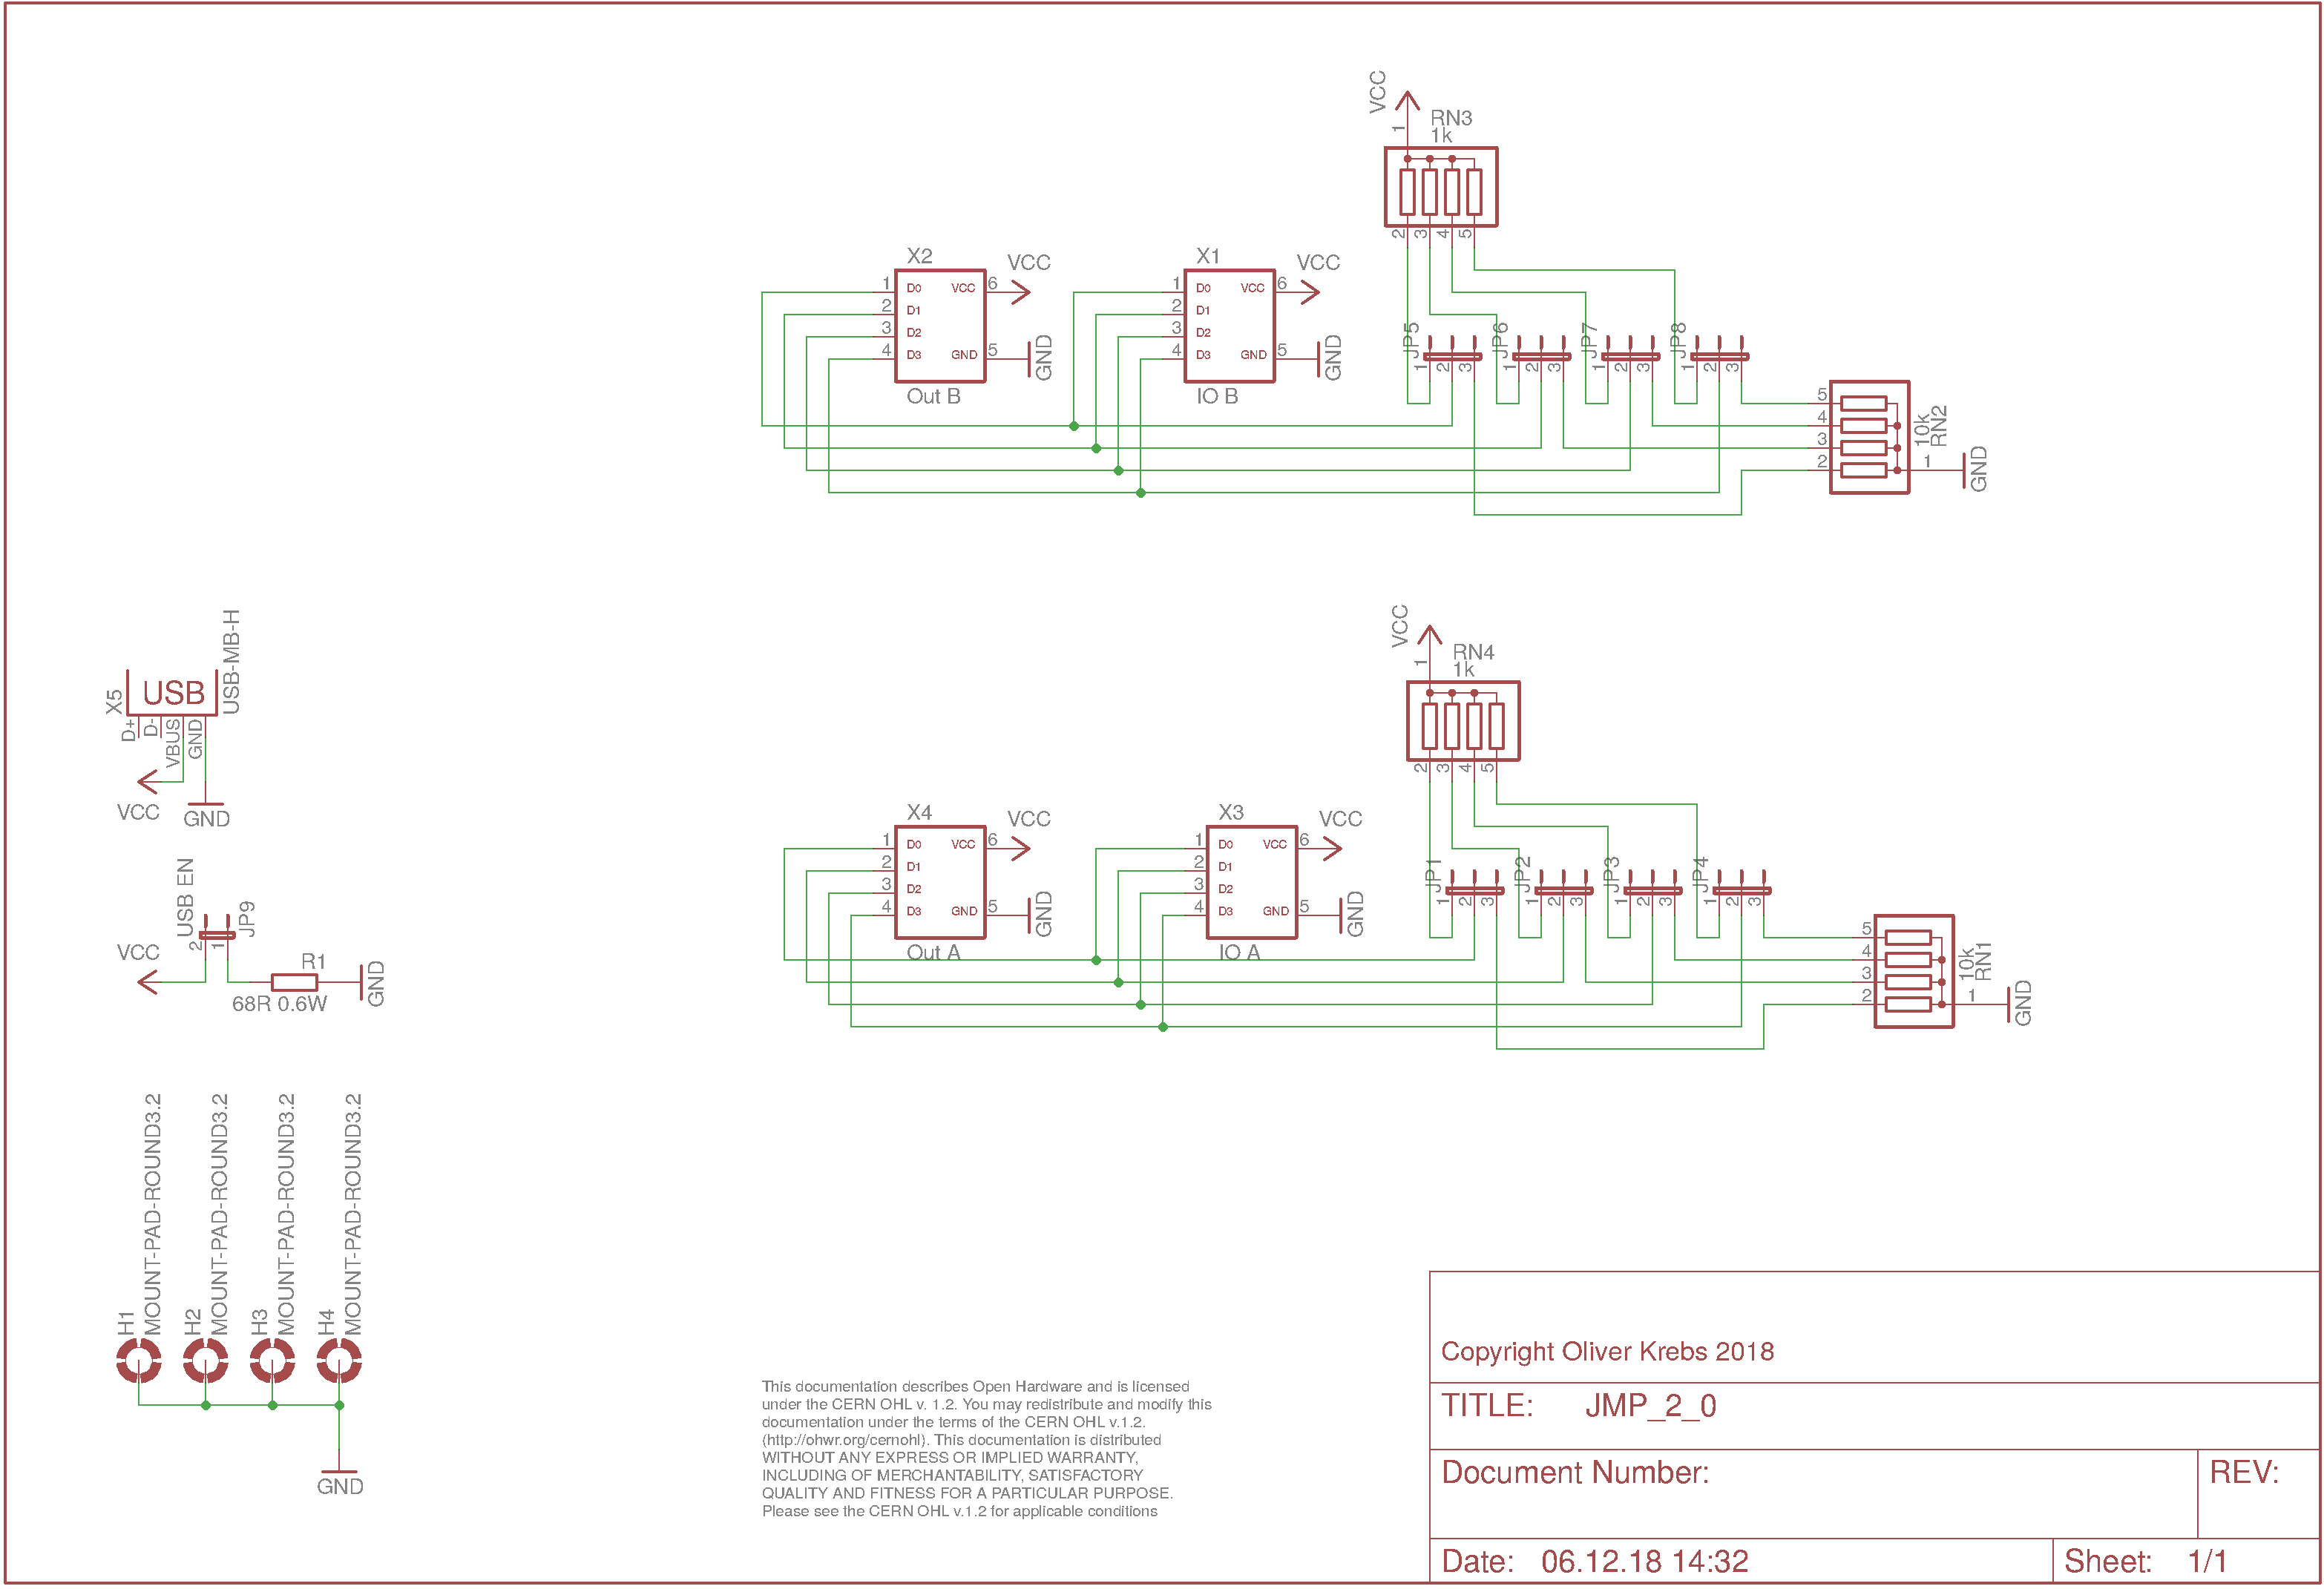 VCC
1
RN3
1k
2 3 4 5
X2
VCC
1 D0 VCC 6
2 D1
3 D2
4 D3 GND 5
GND
Out B
X1
VCC
1 D0 VCC 6
2 D1
3 D2
4 D3 GND 5
GND
IO B
JP5
1 2 3
JP6
1 2 3
JP7
1 2 3
JP8
1 2 3
5
4
3
2
10k
RN2
1
GND
X5
USB
USB-MB-H
D+
D-
VBUS
GND
VCC
GND
USB EN
2 1
JP9
VCC
R1
68R 0.6W
GND
VCC
1
RN4
1k
2 3 4 5
X4
VCC
1 D0 VCC 6
2 D1
3 D2
4 D3 GND 5
GND
Out A
X3
VCC
1 D0 VCC 6
2 D1
3 D2
4 D3 GND 5
GND
IO A
JP1
1 2 3
JP2
1 2 3
JP3
1 2 3
JP4
1 2 3
5
4
3
2
10k
RN1
1
GND
H1
MOUNT-PAD-ROUND3.2
H2
MOUNT-PAD-ROUND3.2
H3
MOUNT-PAD-ROUND3.2
H4
MOUNT-PAD-ROUND3.2
GND
This documentation describes Open Hardware and is licensed
under the CERN OHL v. 1.2. You may redistribute and modify this
documentation under the terms of the CERN OHL v.1.2.
(http://ohwr.org/cernohl). This documentation is distributed
WITHOUT ANY EXPRESS OR IMPLIED WARRANTY,
INCLUDING OF MERCHANTABILITY, SATISFACTORY
QUALITY AND FITNESS FOR A PARTICULAR PURPOSE.
Please see the CERN OHL v.1.2 for applicable conditions
Copyright Oliver Krebs 2018
TITLE: JMP_2_0
Document Number:
REV:
Date: 06.12.18 14:32
Sheet: 1/1